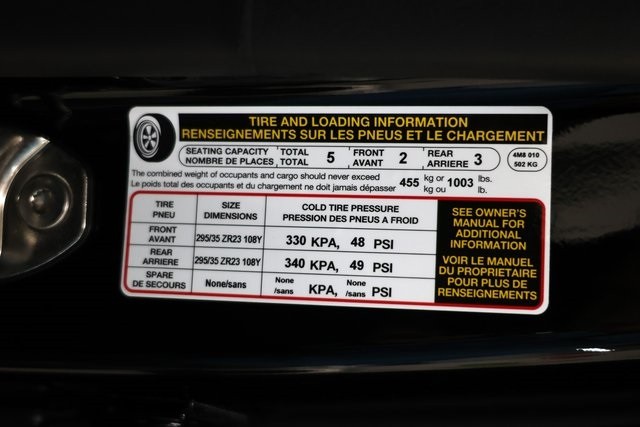 TIRE AND LOADING INFORMATION
RENSEIGNEMENTS SUR LES PNEUS ET LE CHARGEMENT
SEATING CAPACITY TOTAL 5 FRONT 2 REAR 3
NOMBRE DE PLACES, TOTAL AVANT ARRIERE
4M8 010
502 KG
The combined weight of occupants and cargo should never exceed 455 kg or 1003 lbs.
Le poids total des occupants et du chargement ne doit jamais dépasser kg ou lb.
TIRE SIZE COLD TIRE PRESSURE
PNEU DIMENSIONS PRESSION DES PNEUS A FROID
FRONT
AVANT 295/35 ZR23 108Y 330 KPA, 48 PSI
REAR
ARRIERE 295/35 ZR23 108Y 340 KPA, 49 PSI
SPARE
DE SECOURS None/sans None /sans KPA, None /sans PSI
SEE OWNER'S
MANUAL FOR
ADDITIONAL
INFORMATION
VOIR LE MANUEL
DU PROPRIETAIRE
POUR PLUS DE
RENSEIGNEMENTS